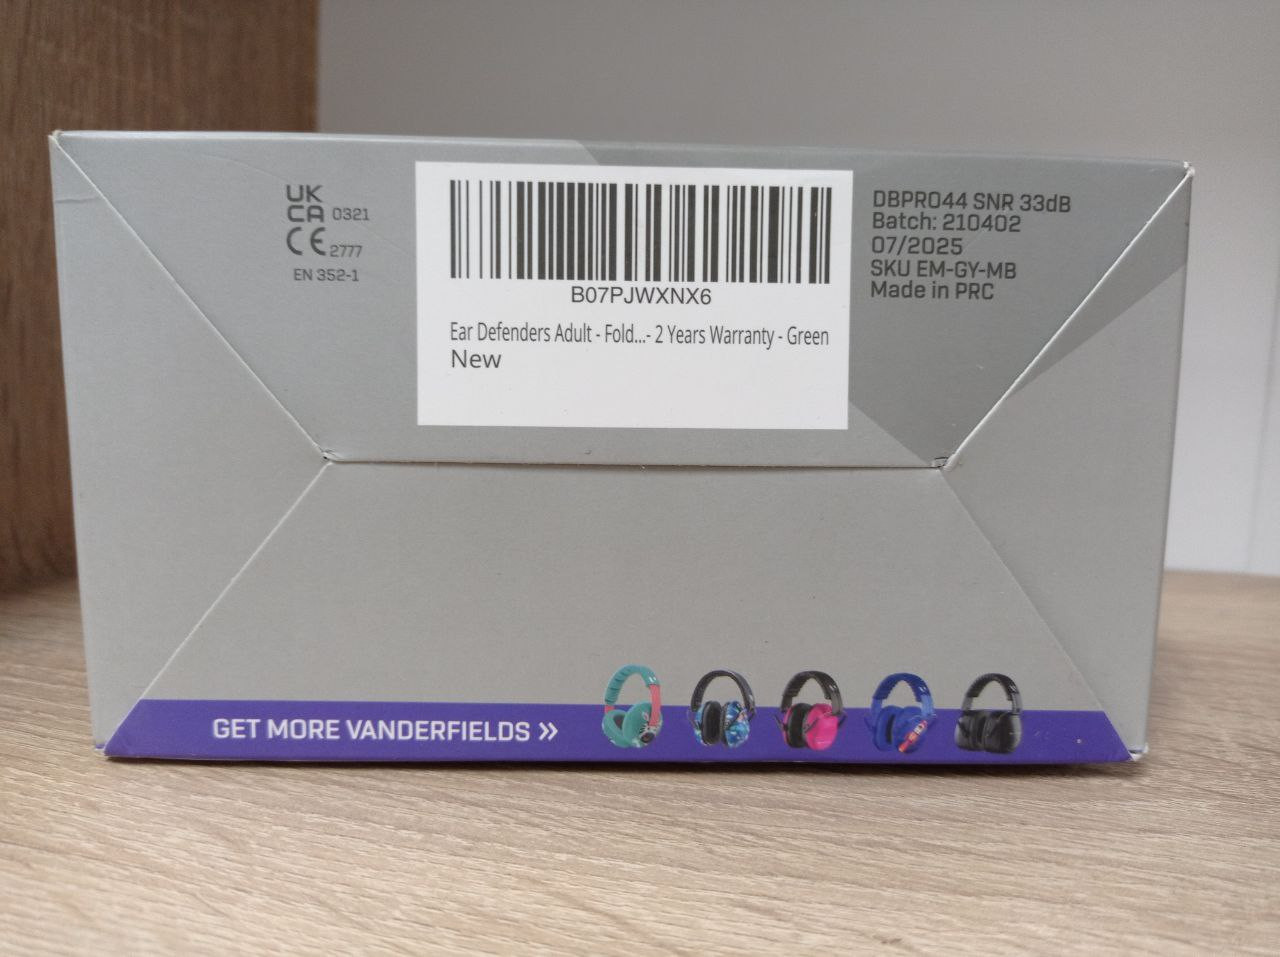 UK
CA 0321
CE 2777
EN 352-1
B07PJWXNX6
Ear Defenders Adult - Fold...- 2 Years Warranty - Green
New
DBPRO44 SNR 33dB
Batch: 210402
07/2025
SKU EM-GY-MB
Made in PRC
GET MORE VANDERFIELDS »